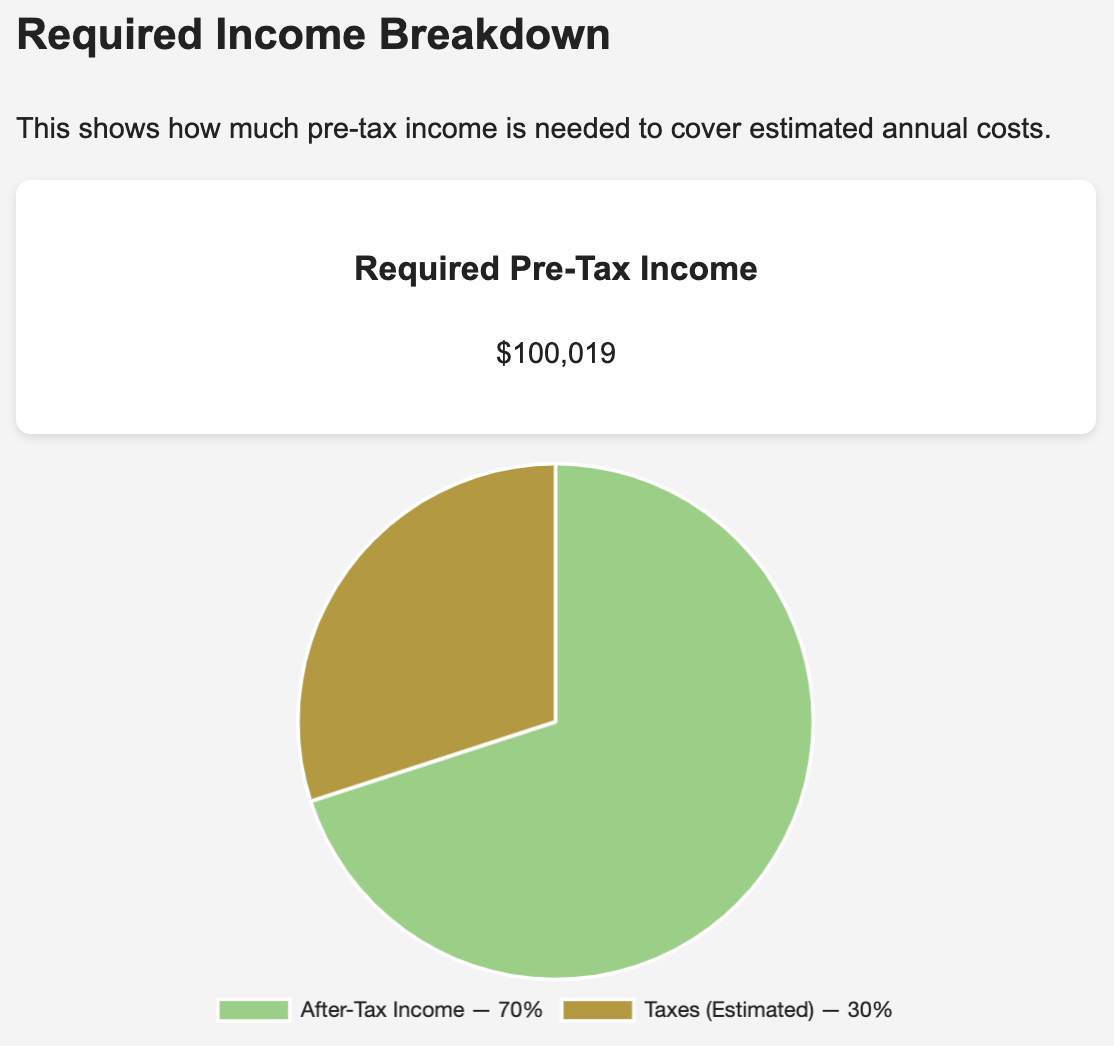 Required Income Breakdown
This shows how much pre-tax income is needed to cover estimated annual costs.
Required Pre-Tax Income
$100,019
After-Tax Income — 70% Taxes (Estimated) — 30%